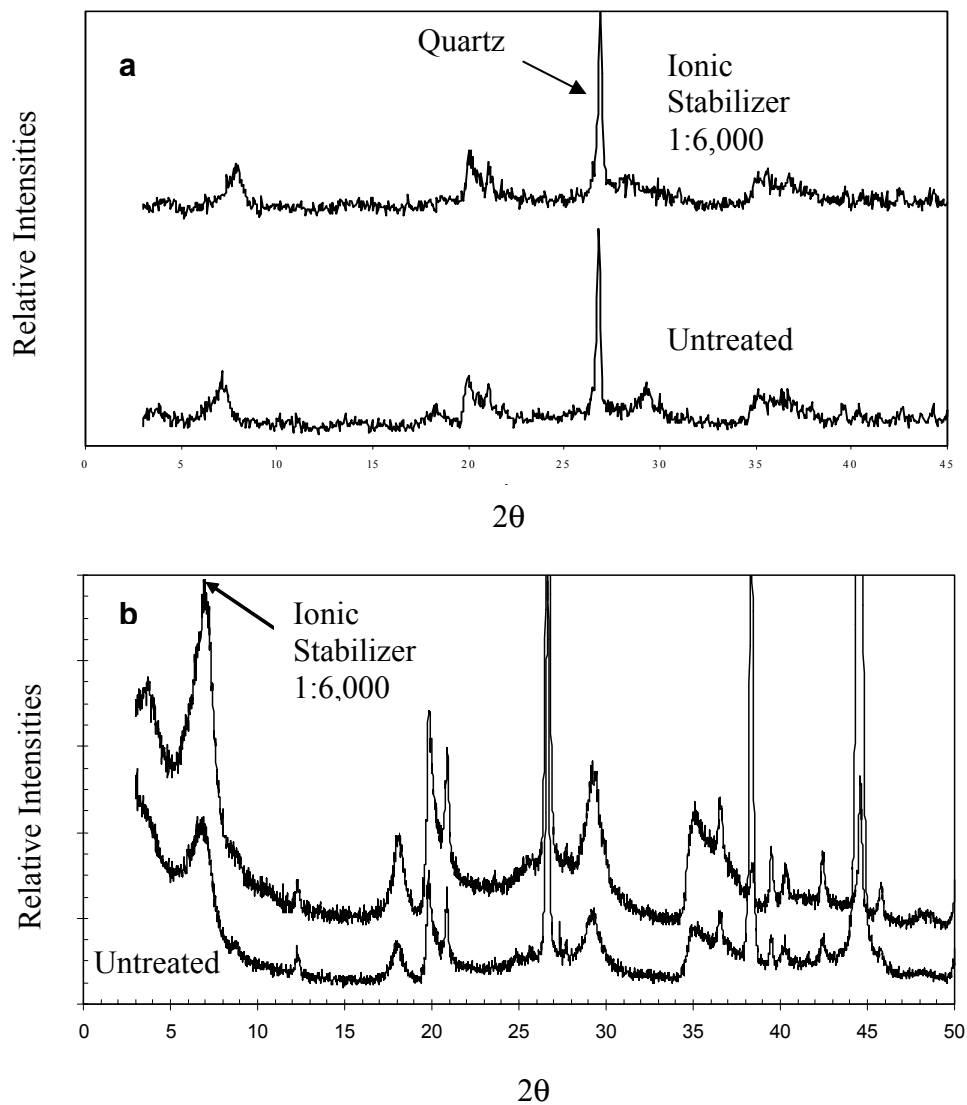 a
Quartz
Ionic
Stabilizer
1:6,000
Relative Intensities
Untreated
0 5 10 15 20 25 30 35 40 45
2θ
b
Ionic
Stabilizer
1:6,000
Relative Intensities
Untreated
0 5 10 15 20 25 30 35 40 45 50
2θ